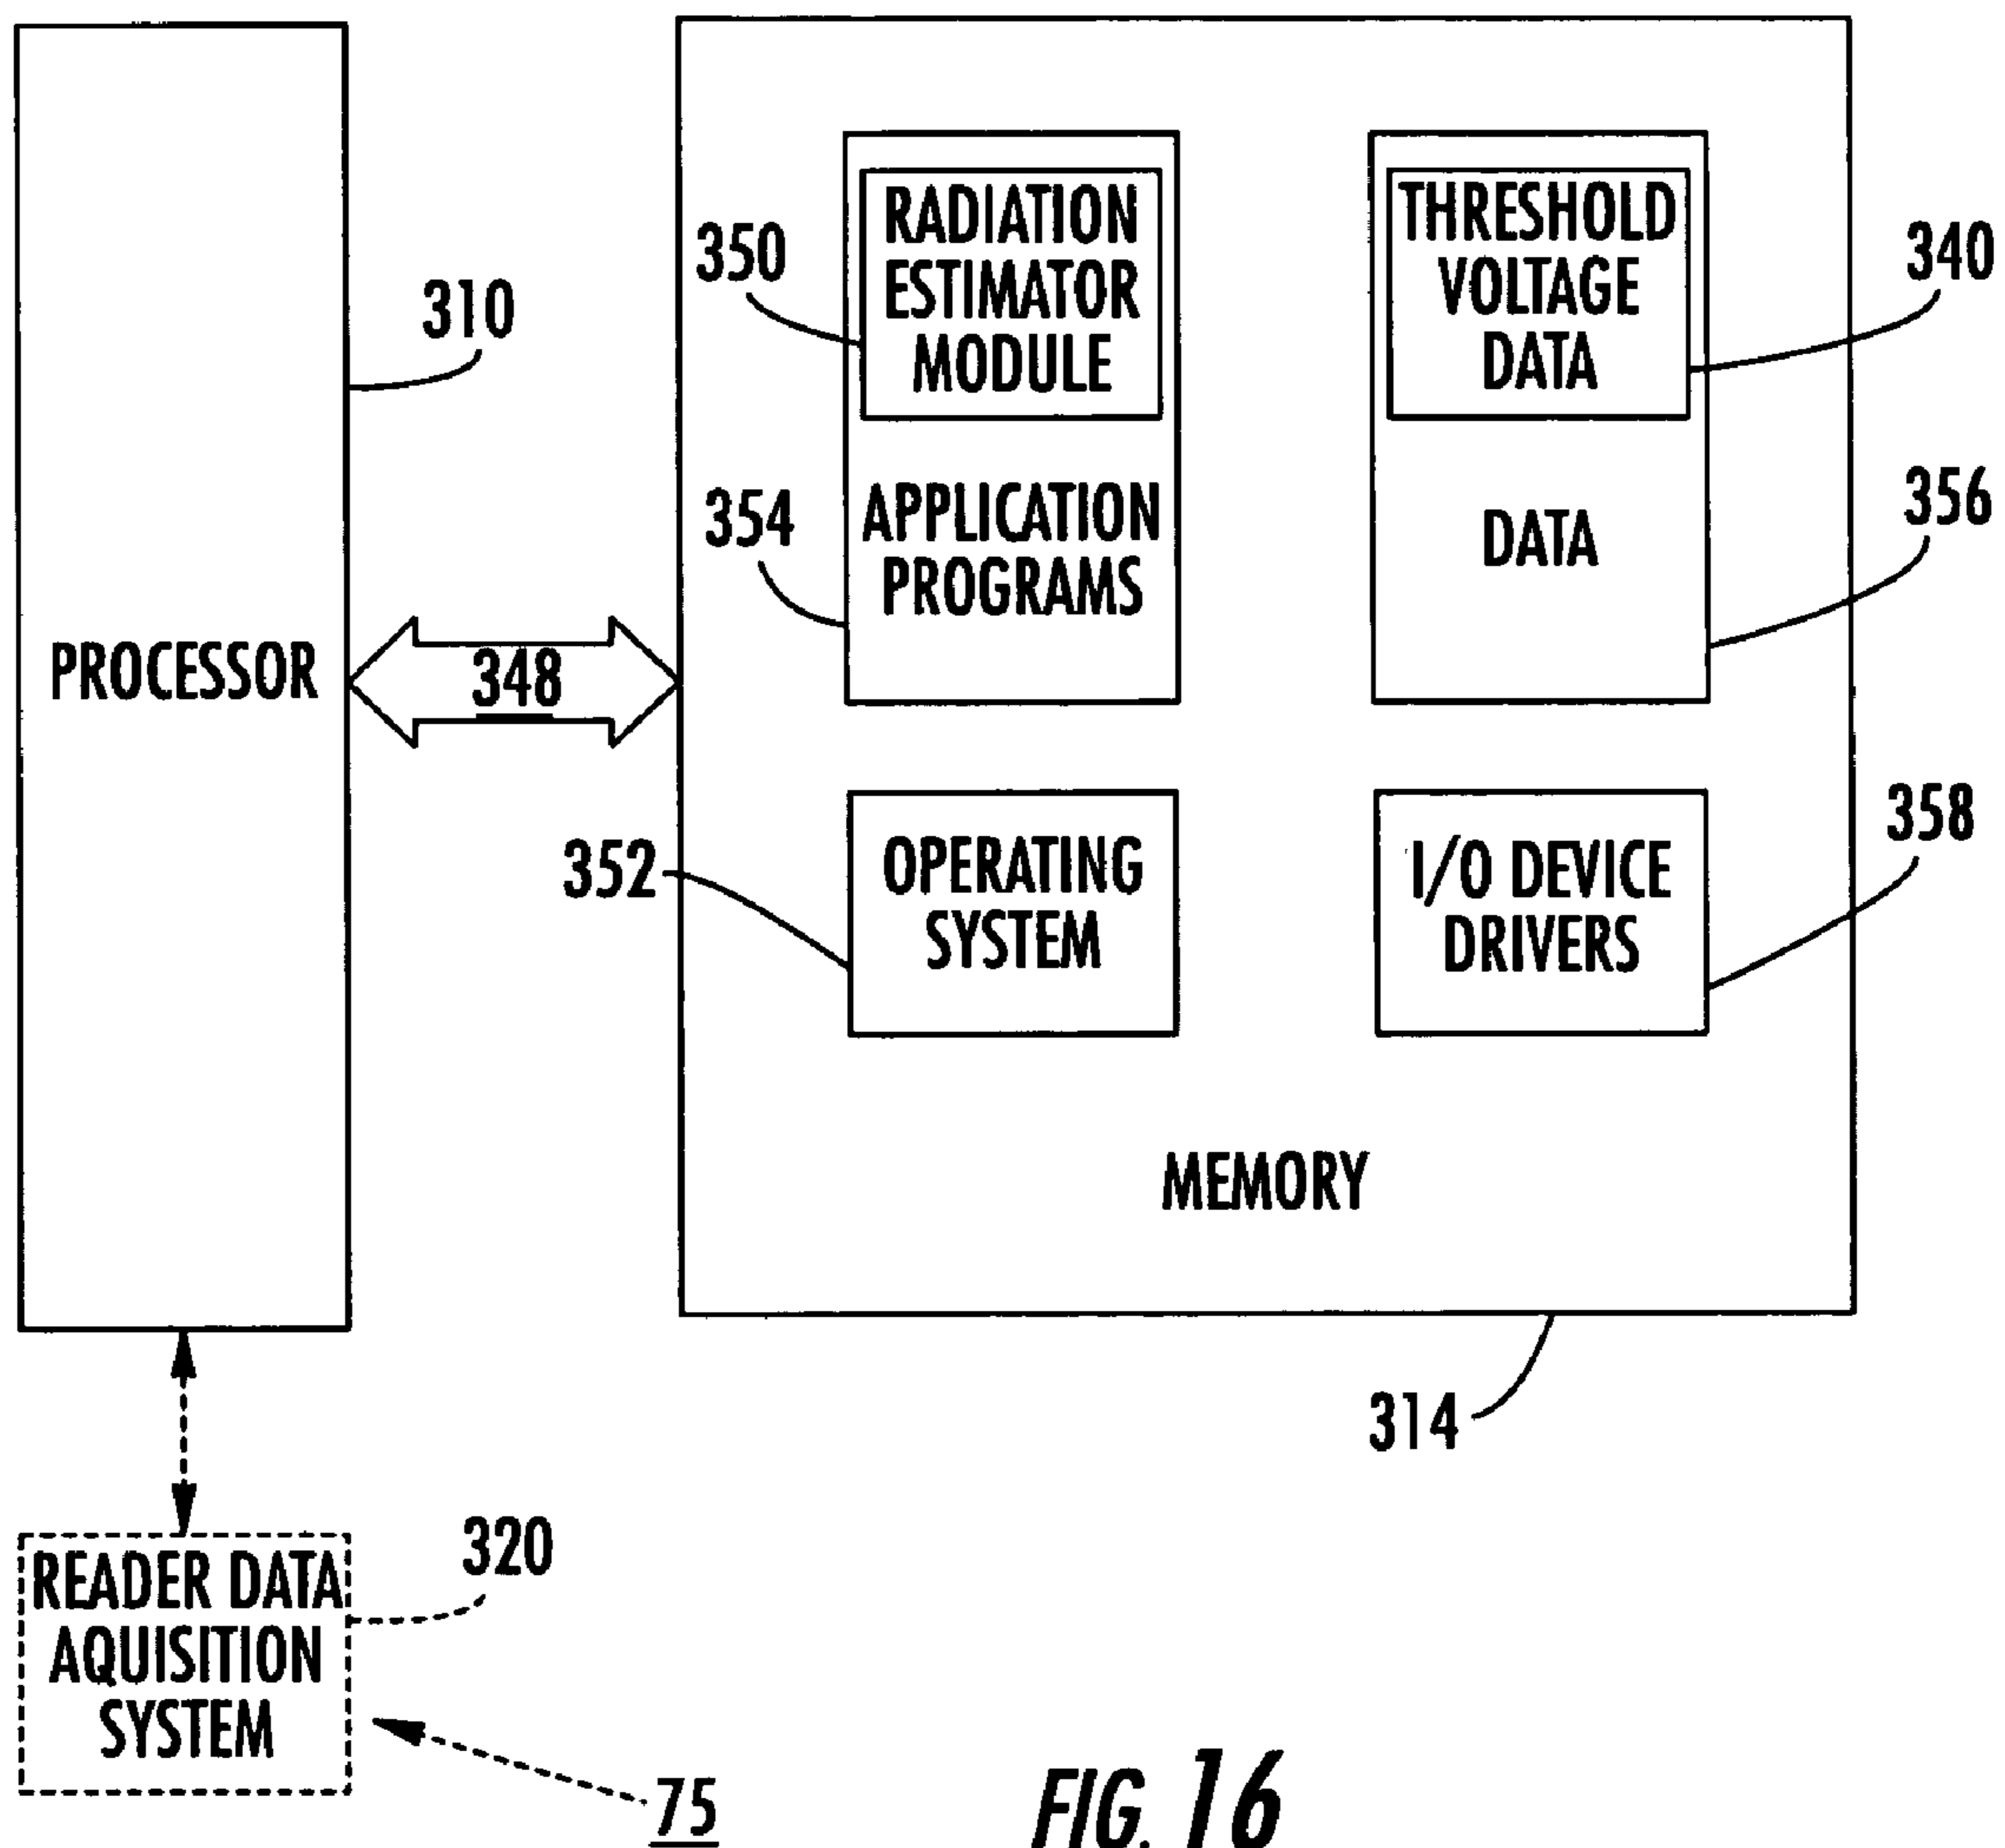 310
PROCESSOR
348
350
RADIATION
ESTIMATOR
MODULE
354
APPLICATION
PROGRAMS
THRESHOLD
VOLTAGE
DATA
340
DATA
356
352
OPERATING
SYSTEM
I/O DEVICE
DRIVERS
358
MEMORY
314
READER DATA
AQUISITION
SYSTEM
320
75
FIG. 16